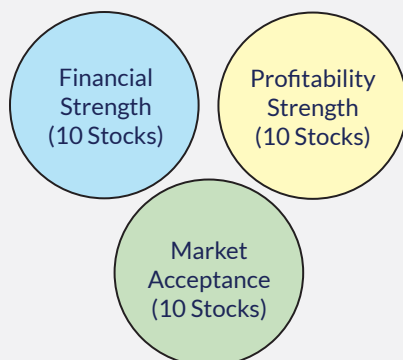 Financial
Strength
(10 Stocks)
Profitability
Strength
(10 Stocks)
Market
Acceptance
(10 Stocks)